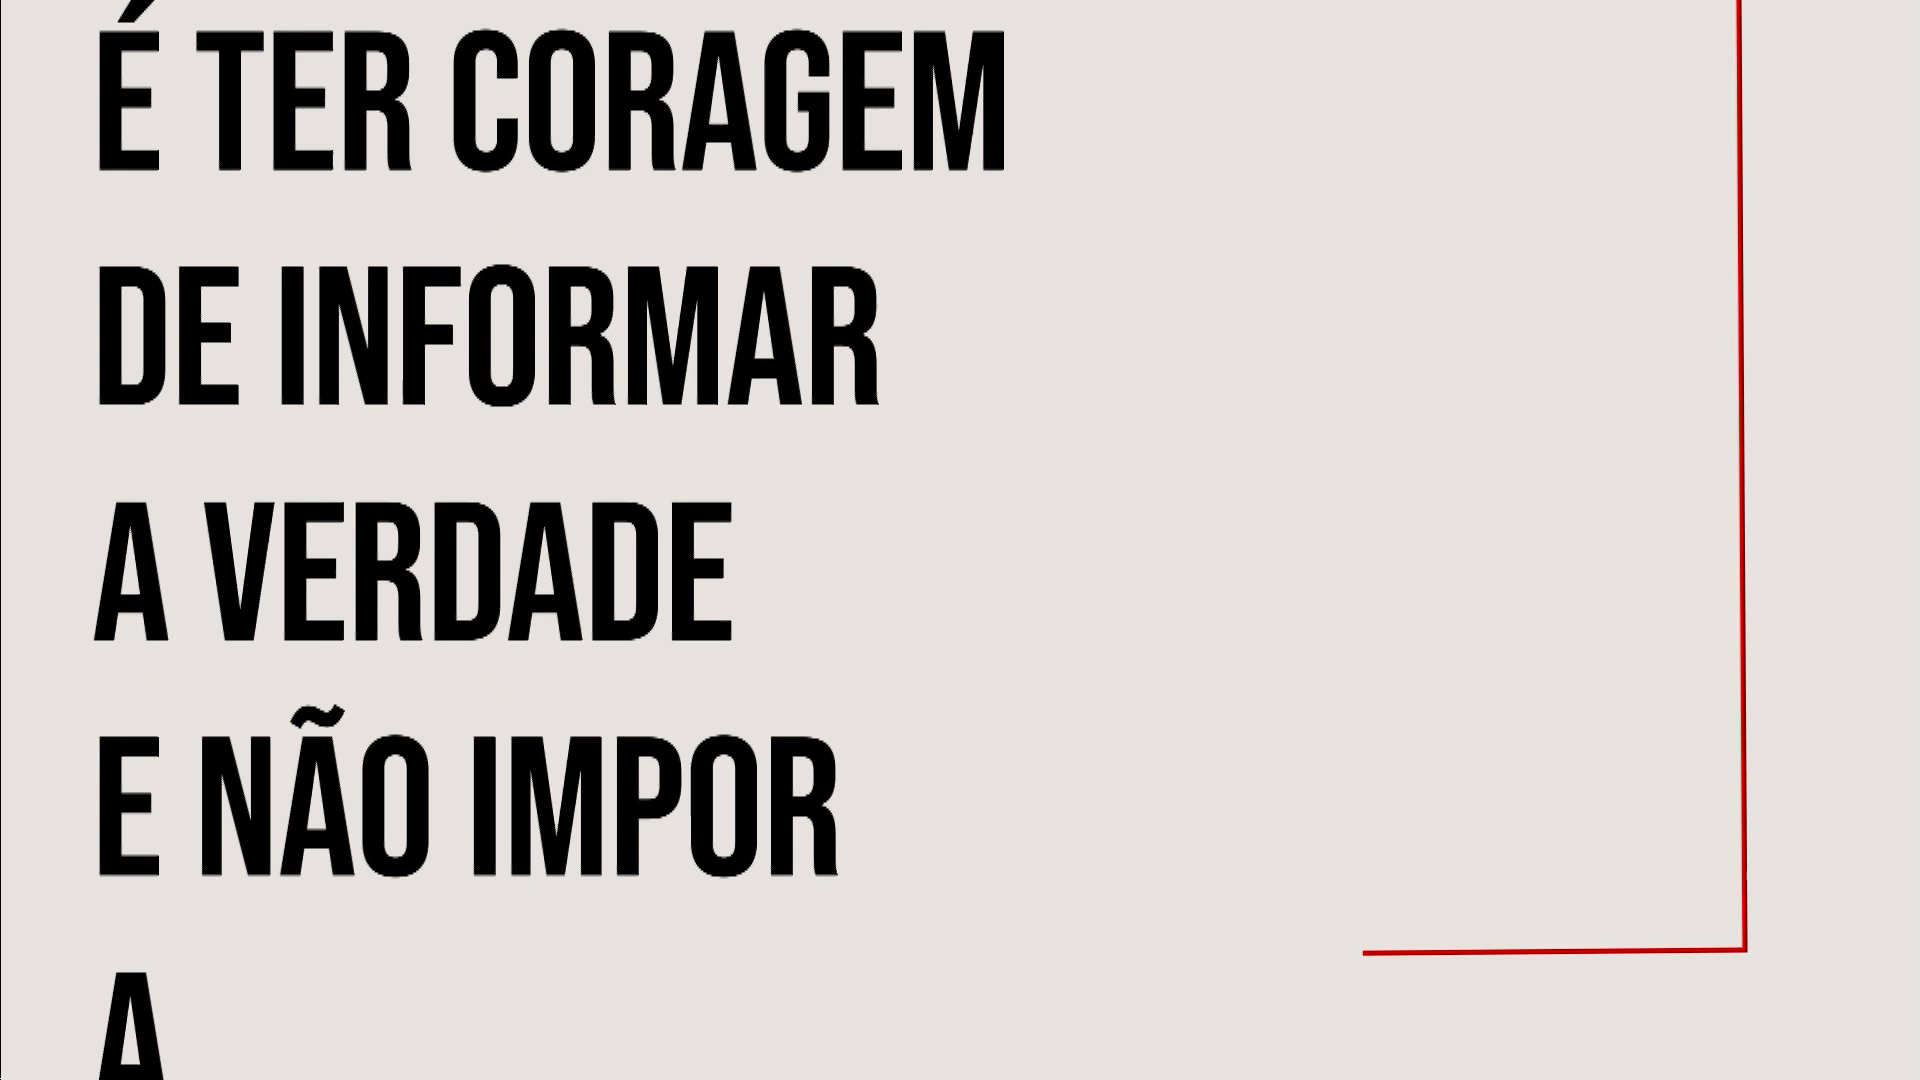 É TER CORAGEM
DE INFORMAR
A VERDADE
E NÃO IMPOR
A